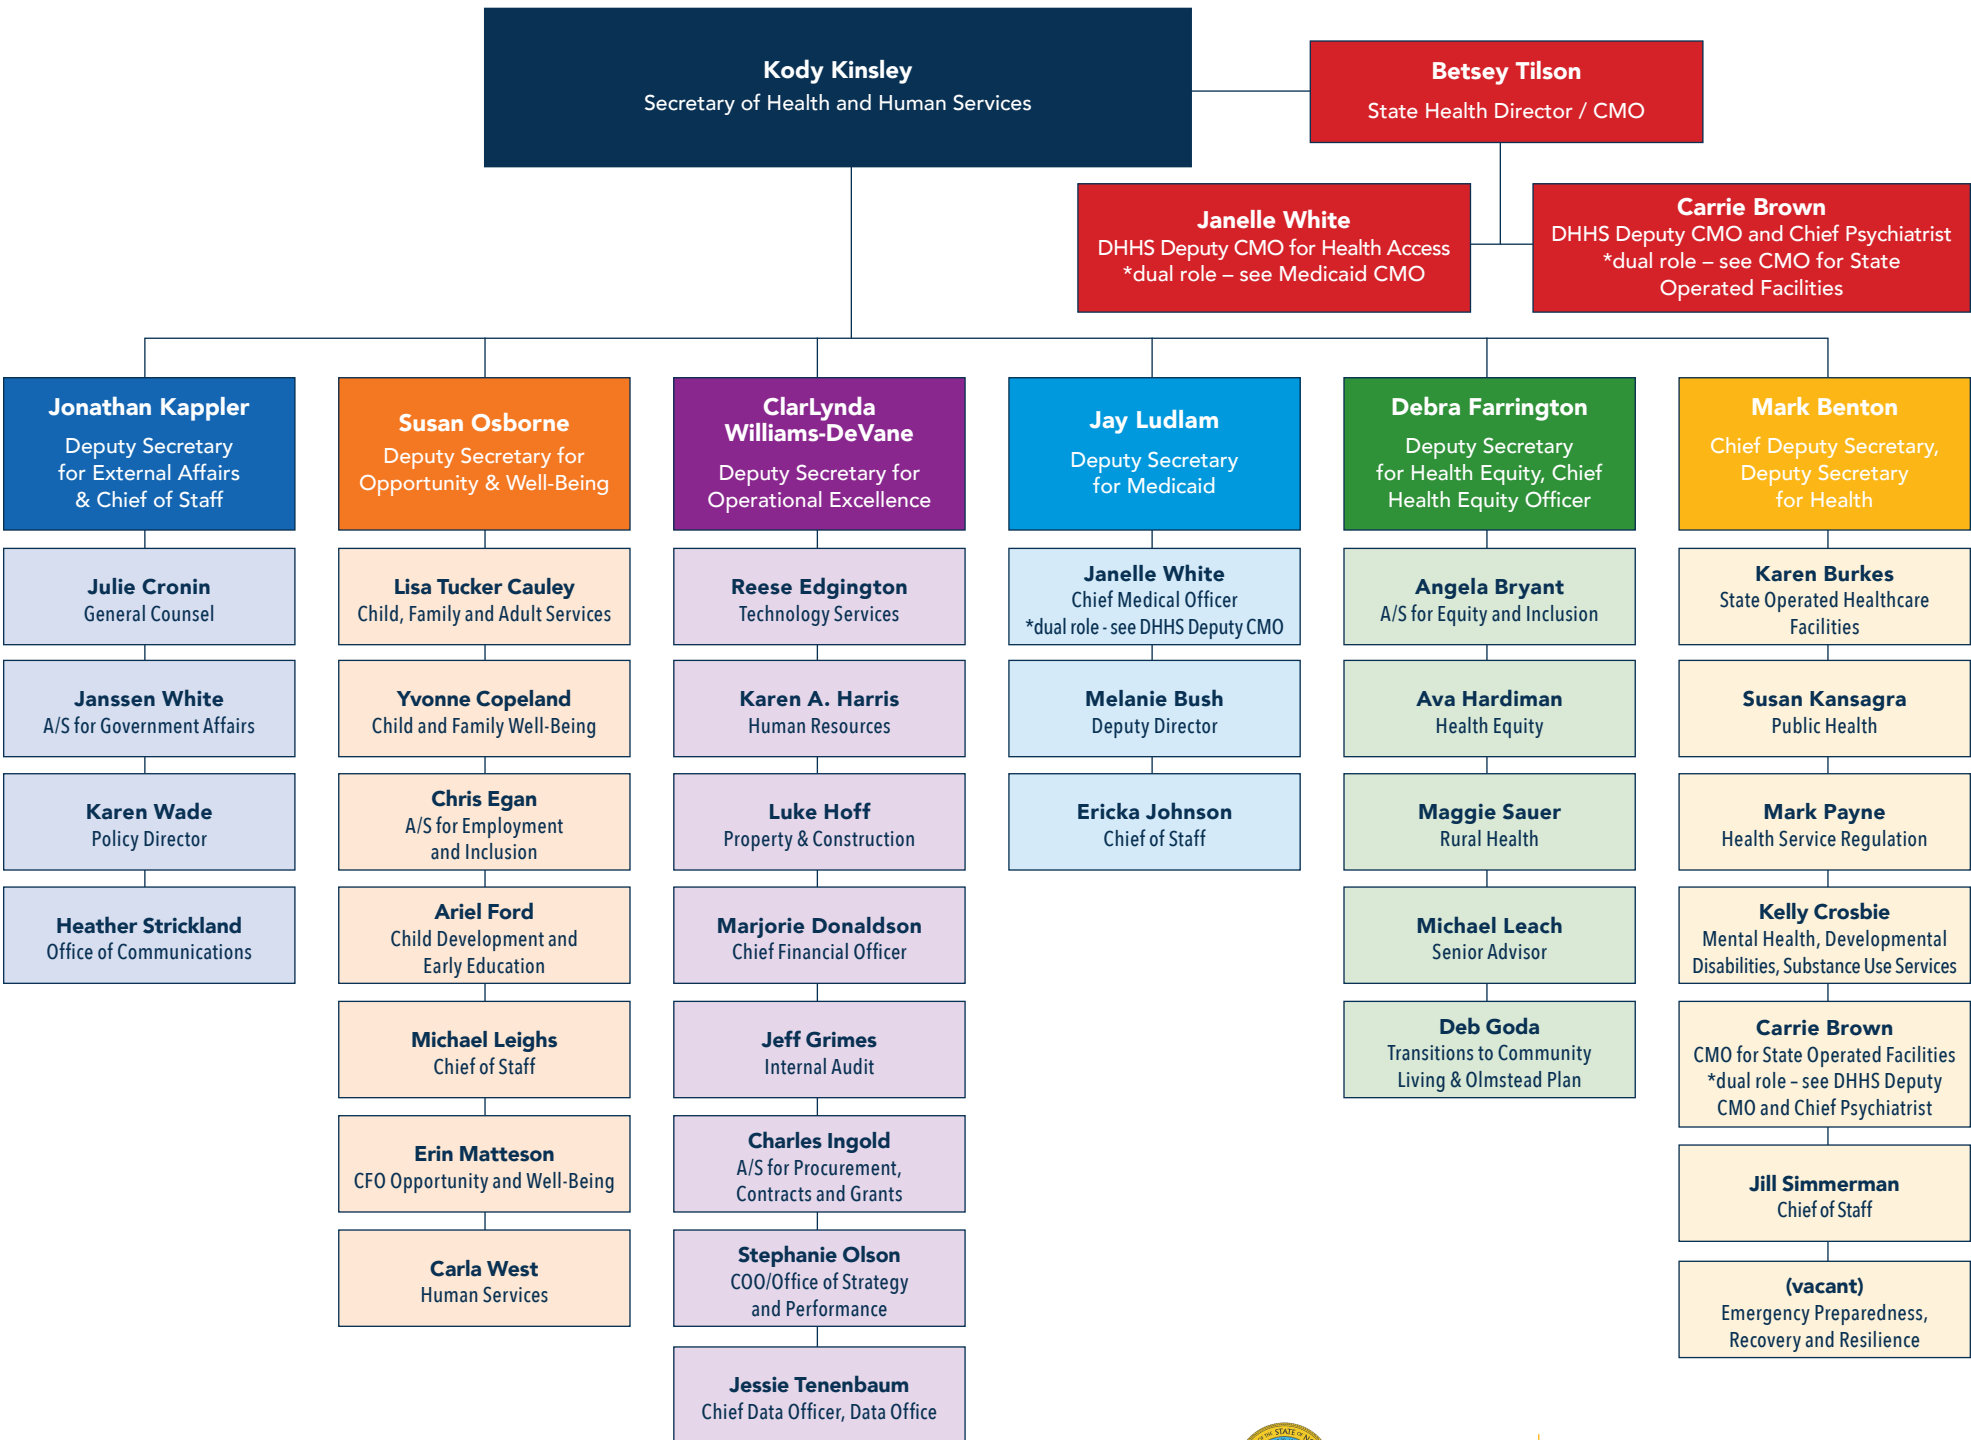 Kody Kinsley
Secretary of Health and Human Services
Betsey Tilson
State Health Director / CMO
Janelle White
DHHS Deputy CMO for Health Access
*dual role – see Medicaid CMO
Carrie Brown
DHHS Deputy CMO and Chief Psychiatrist
*dual role – see CMO for State
Operated Facilities
Jonathan Kappler
Deputy Secretary
for External Affairs
& Chief of Staff
Julie Cronin
General Counsel
Janssen White
A/S for Government Affairs
Karen Wade
Policy Director
Heather Strickland
Office of Communications
Susan Osborne
Deputy Secretary for
Opportunity & Well-Being
Lisa Tucker Cauley
Child, Family and Adult Services
Yvonne Copeland
Child and Family Well-Being
Chris Egan
A/S for Employment
and Inclusion
Ariel Ford
Child Development and
Early Education
Michael Leighs
Chief of Staff
Erin Matteson
CFO Opportunity and Well-Being
Carla West
Human Services
ClarLynda
Williams-DeVane
Deputy Secretary for
Operational Excellence
Reese Edgington
Technology Services
Karen A. Harris
Human Resources
Luke Hoff
Property & Construction
Marjorie Donaldson
Chief Financial Officer
Jeff Grimes
Internal Audit
Charles Ingold
A/S for Procurement,
Contracts and Grants
Stephanie Olson
COO/Office of Strategy
and Performance
Jessie Tenenbaum
Chief Data Officer, Data Office
Jay Ludlam
Deputy Secretary
for Medicaid
Janelle White
Chief Medical Officer
*dual role - see DHHS Deputy CMO
Melanie Bush
Deputy Director
Ericka Johnson
Chief of Staff
Debra Farrington
Deputy Secretary
for Health Equity, Chief
Health Equity Officer
Angela Bryant
A/S for Equity and Inclusion
Ava Hardiman
Health Equity
Maggie Sauer
Rural Health
Michael Leach
Senior Advisor
Deb Goda
Transitions to Community
Living & Olmstead Plan
Mark Benton
Chief Deputy Secretary,
Deputy Secretary
for Health
Karen Burkes
State Operated Healthcare
Facilities
Susan Kansagra
Public Health
Mark Payne
Health Service Regulation
Kelly Crosbie
Mental Health, Developmental
Disabilities, Substance Use Services
Carrie Brown
CMO for State Operated Facilities
*dual role – see DHHS Deputy
CMO and Chief Psychiatrist
Jill Simmerman
Chief of Staff
(vacant)
Emergency Preparedness,
Recovery and Resilience
THE STATE OF